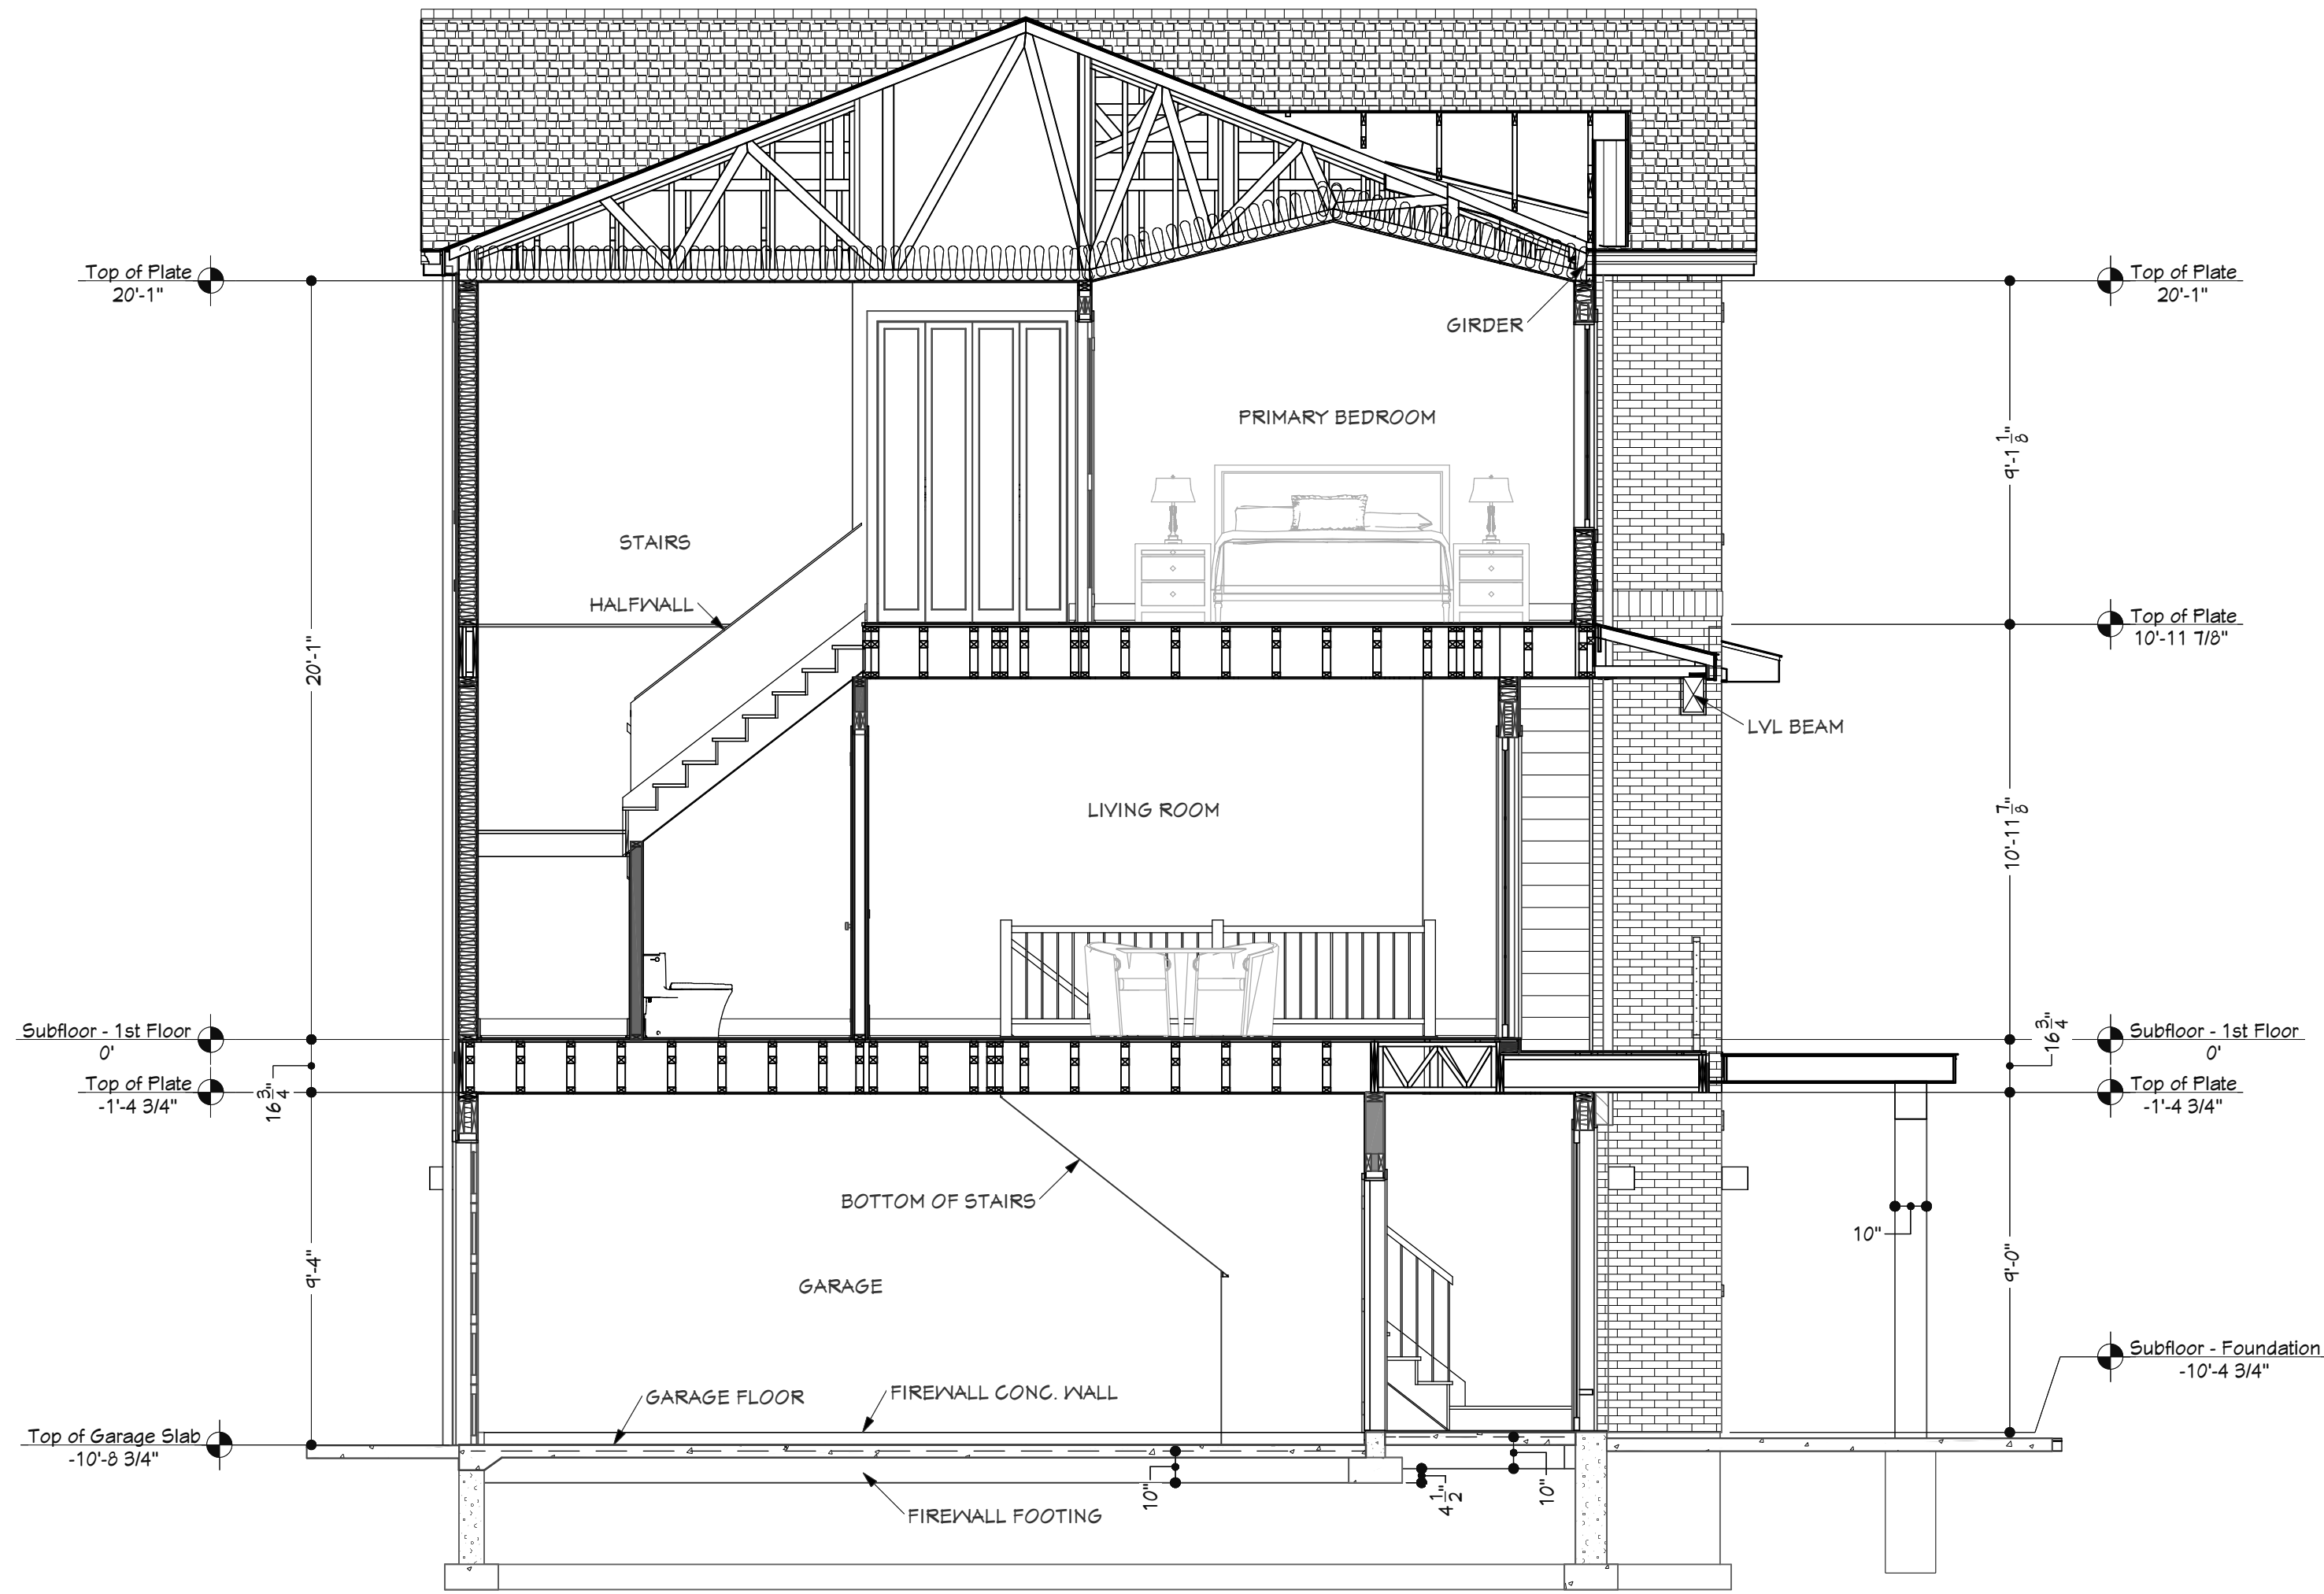 Top of Plate
20'-1"
Top of Plate
20'-1"
GIRDER
PRIMARY BEDROOM
9'-1 1/8"
STAIRS
HALFWALL
Top of Plate
10'-11 7/8"
20'-1"
LVL BEAM
LIVING ROOM
10'-11 7/8"
Subfloor - 1st Floor
0'
16 3/4"
Subfloor - 1st Floor
0'
Top of Plate
-1'-4 3/4"
16 3/4"
Top of Plate
-1'-4 3/4"
BOTTOM OF STAIRS
10"
9'-4"
GARAGE
9'-0"
Subfloor - Foundation
-10'-4 3/4"
GARAGE FLOOR
FIREWALL CONC. WALL
Top of Garage Slab
-10'-8 3/4"
10"
4 1/2"
10"
FIREWALL FOOTING